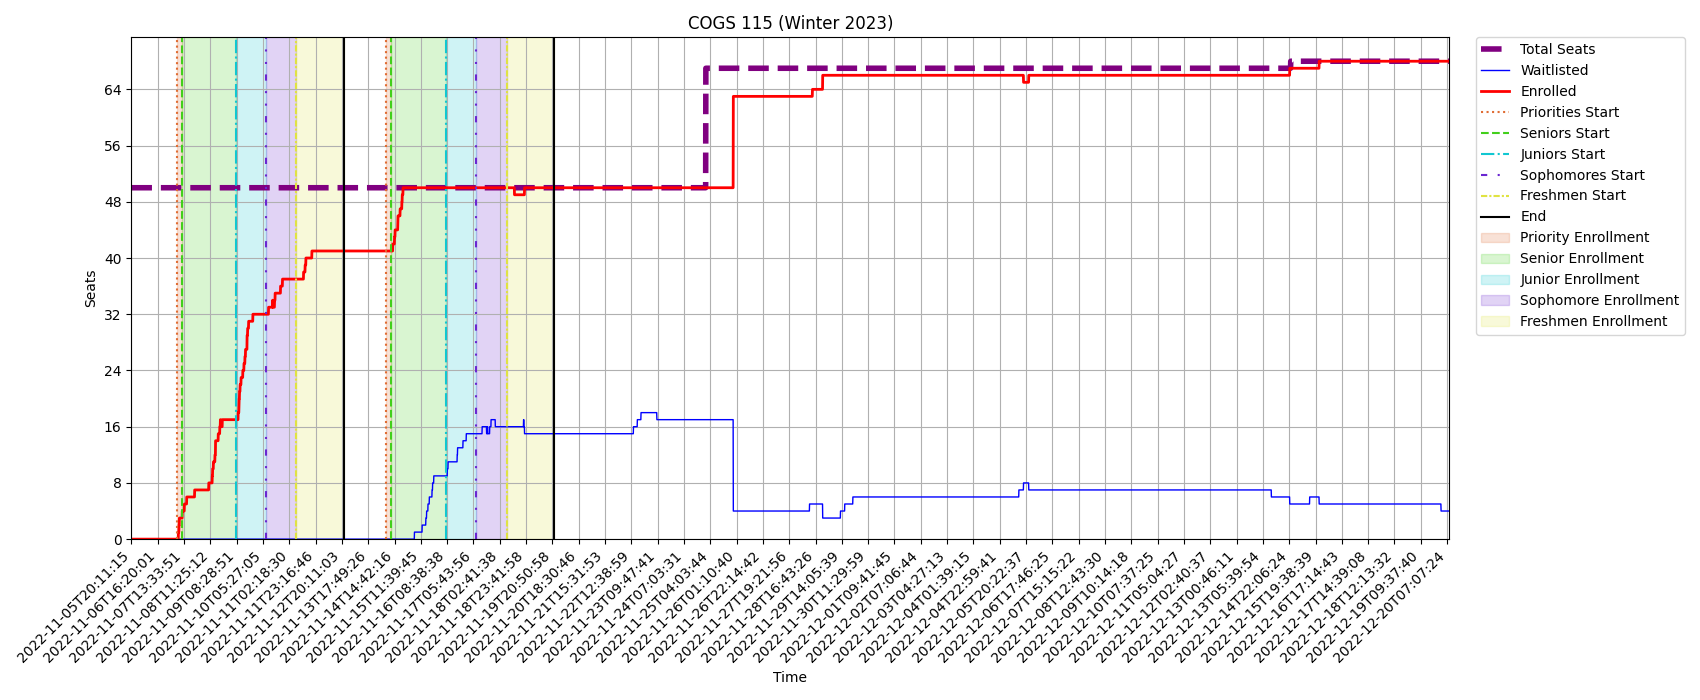 COGS 115 (Winter 2023)
Seats
64
56
48
40
32
24
16
8
0
2022-11-05T20:11:15
2022-11-06T16:20:01
2022-11-07T13:33:51
2022-11-08T11:25:12
2022-11-09T08:28:51
2022-11-10T05:27:05
2022-11-11T02:18:30
2022-11-11T23:16:46
2022-11-12T20:11:03
2022-11-13T17:49:26
2022-11-14T14:42:16
2022-11-15T11:39:45
2022-11-16T08:38:38
2022-11-17T05:43:56
2022-11-18T02:41:38
2022-11-18T23:41:58
2022-11-19T20:50:58
2022-11-20T18:30:46
2022-11-21T15:31:53
2022-11-22T12:38:59
2022-11-23T09:47:41
2022-11-24T07:03:31
2022-11-25T04:03:44
2022-11-26T01:10:40
2022-11-26T22:14:42
2022-11-27T19:21:56
2022-11-28T16:43:26
2022-11-29T14:05:39
2022-11-30T11:29:59
2022-12-01T09:41:45
2022-12-02T07:06:44
2022-12-03T04:27:13
2022-12-04T01:39:15
2022-12-04T22:59:41
2022-12-05T20:22:37
2022-12-06T17:46:25
2022-12-07T15:15:22
2022-12-08T12:43:30
2022-12-09T10:14:18
2022-12-10T07:37:25
2022-12-11T05:04:27
2022-12-12T02:40:37
2022-12-13T00:46:11
2022-12-13T05:39:54
2022-12-14T22:06:24
2022-12-15T19:38:39
2022-12-16T17:14:43
2022-12-17T14:39:08
2022-12-18T12:13:32
2022-12-19T09:37:40
2022-12-20T07:07:24
Time
Total Seats
Waitlisted
Enrolled
Priorities Start
Seniors Start
Juniors Start
Sophomores Start
Freshmen Start
End
Priority Enrollment
Senior Enrollment
Junior Enrollment
Sophomore Enrollment
Freshmen Enrollment